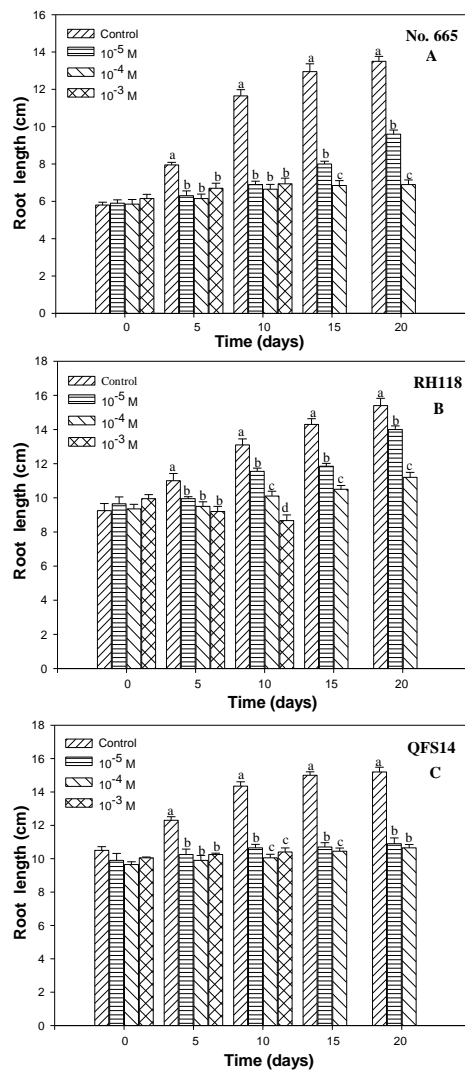 16
14
12
10
8
6
4
2
0
Root length (cm)
Control
10⁻⁵ M
10⁻⁴ M
10⁻³ M
No. 665
A
a
b b b
a
b b b
a
b
c
a
b
c
a
0 5 10 15 20
Time (days)
18
16
14
12
10
8
6
4
2
0
Root length (cm)
Control
10⁻⁵ M
10⁻⁴ M
10⁻³ M
RH118
B
a
b b b
a
b
c
d
a
b
c
a
b
c
0 5 10 15 20
Time (days)
18
16
14
12
10
8
6
4
2
0
Root length (cm)
Control
10⁻⁵ M
10⁻⁴ M
10⁻³ M
QFS14
C
a
b b b
a
b
c c
a
b
c
a
b b
0 5 10 15 20
Time (days)